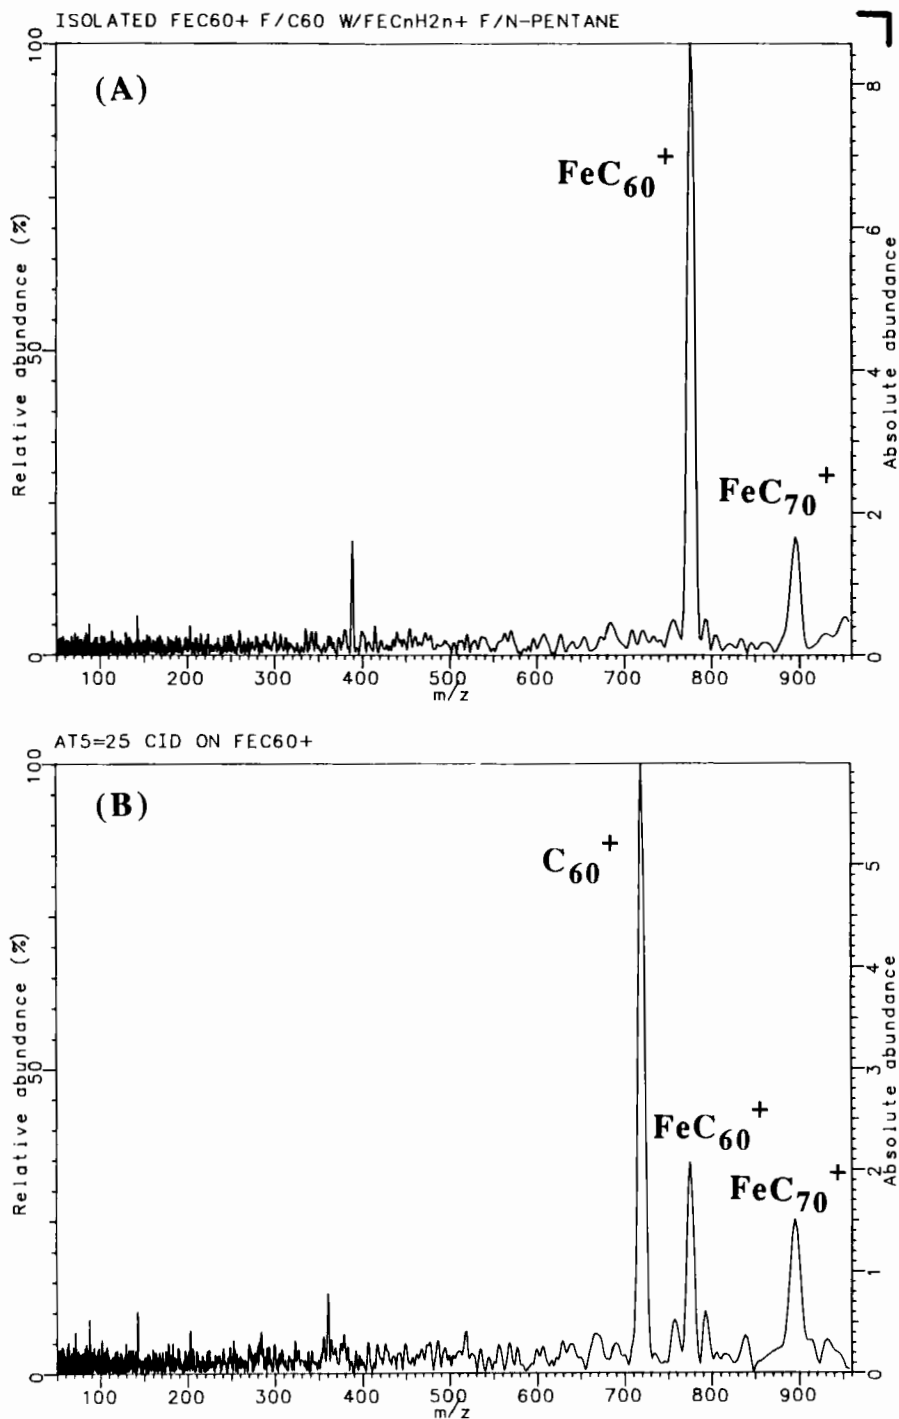 ISOLATED FEC60+ F/C60 W/FECnH2n+ F/N-PENTANE
(A)
FeC60+
FeC70+
Relative abundance (%)
100
50
0
Absolute abundance
8
6
4
2
0
100 200 300 400 500 600 700 800 900
m/z
AT5=25 CID ON FEC60+
(B)
C60+
FeC60+
FeC70+
Relative abundance (%)
100
50
0
Absolute abundance
5
4
3
2
1
0
100 200 300 400 500 600 700 800 900
m/z